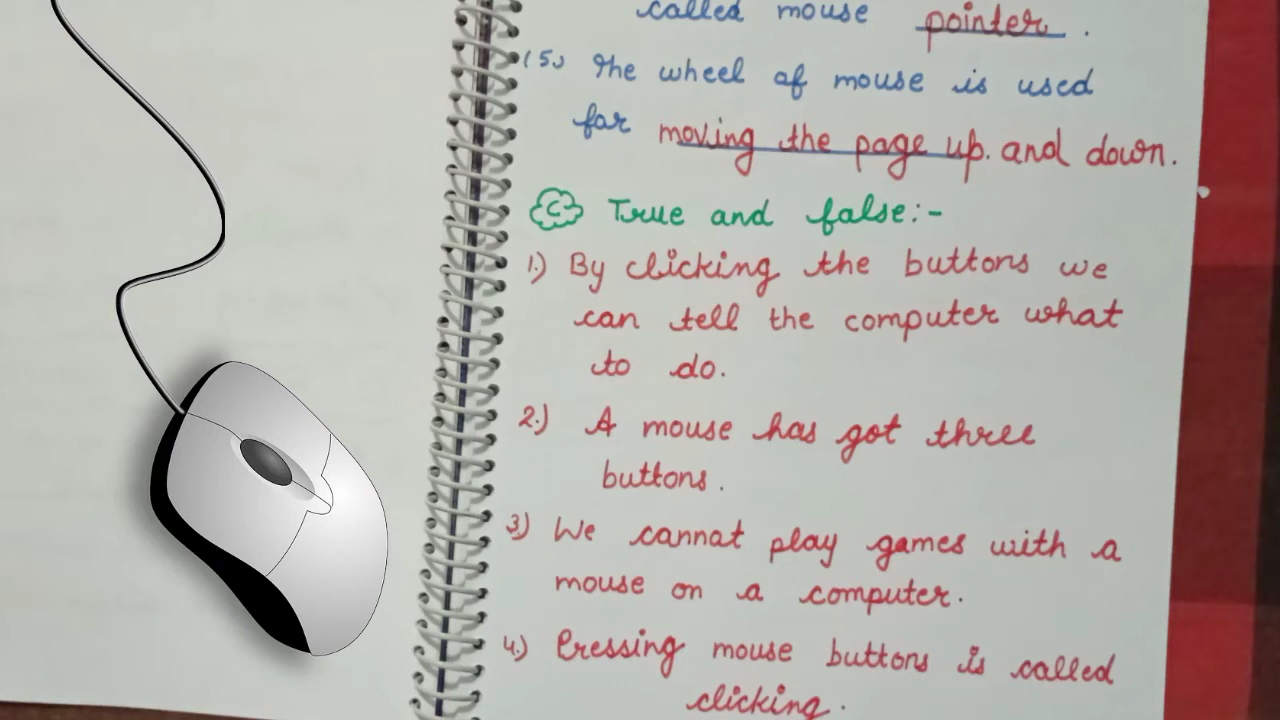 called mouse pointer.
(5.) The wheel of mouse is used
for moving the page up. and down.
C True and false:-
1.) By clicking the buttons we
can tell the computer what
to do.
2.) A mouse has got three
buttons.
3) We cannot play games with a
mouse on a computer.
4.) Pressing mouse buttons is called
clicking.